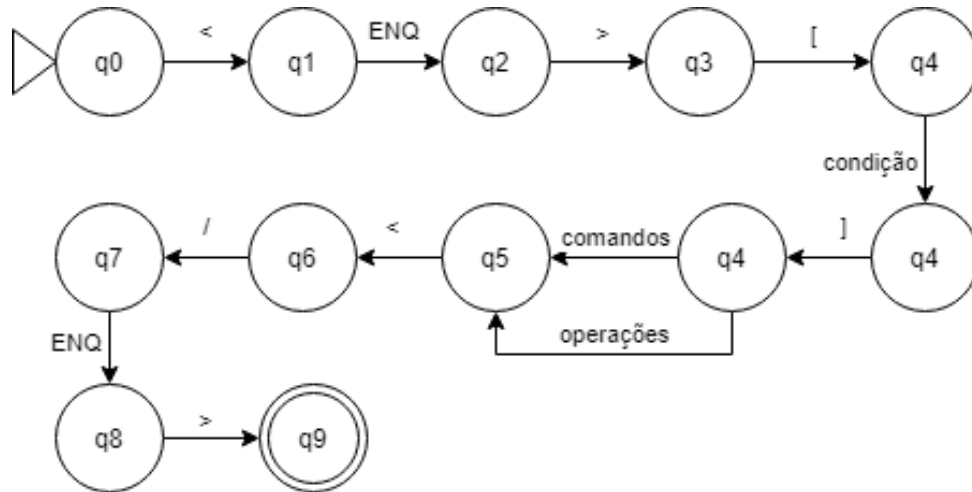 < ENQ > [
q0 q1 q2 q3 q4
condição
/ < comandos ]
q7 q6 q5 q4 q4
ENQ operações
>
q8 q9